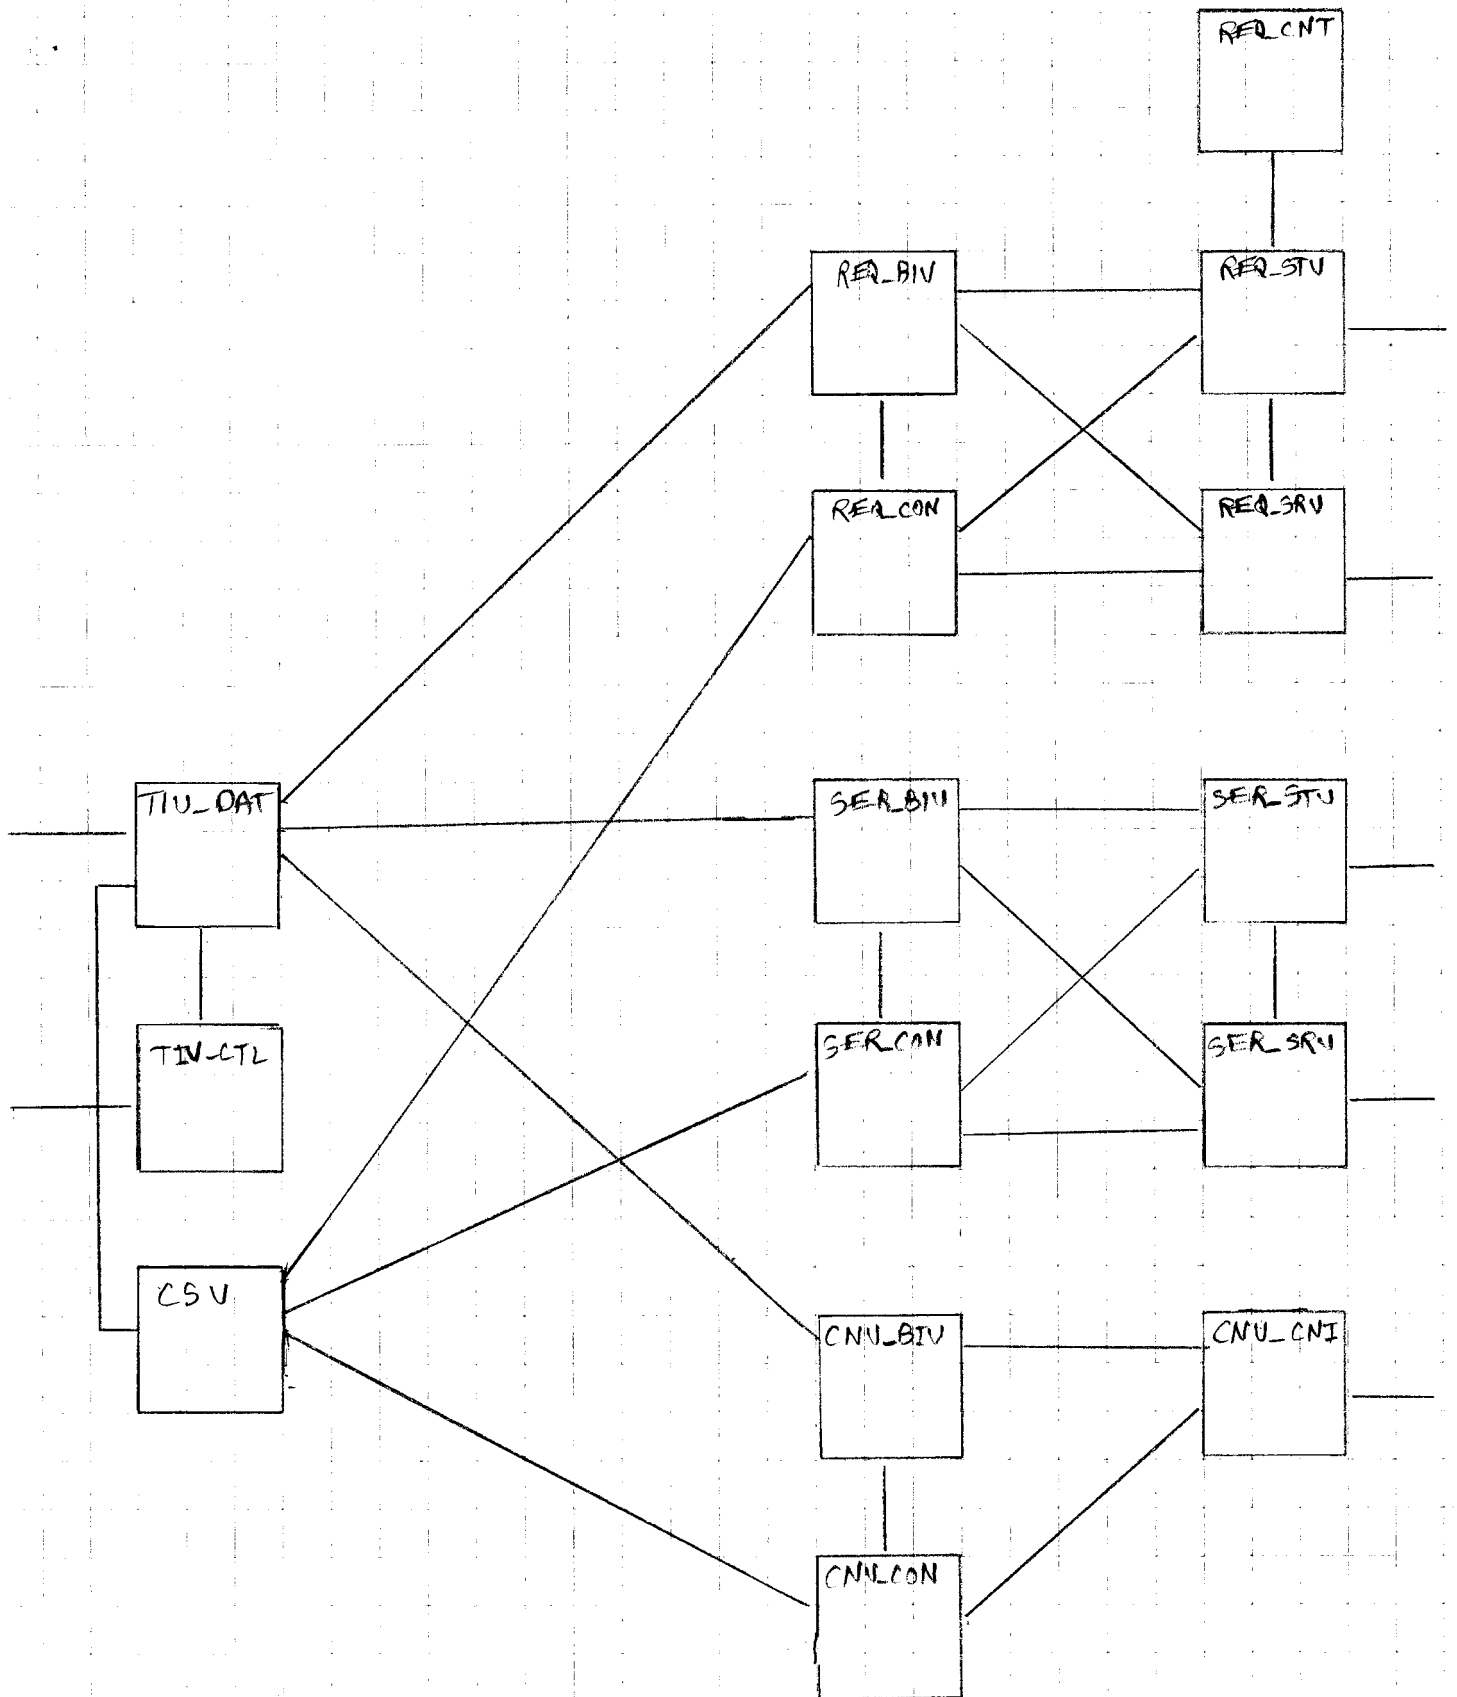 REQ_CNT
REQ_BIU
REQ_STU
REQ_CON
REQ_SRU
TIU_DAT
SER_BIU
SER_STU
TIU_CTL
SER_CON
SER_SRU
CSU
CNU_BIU
CNU_CNI
CNU_CON